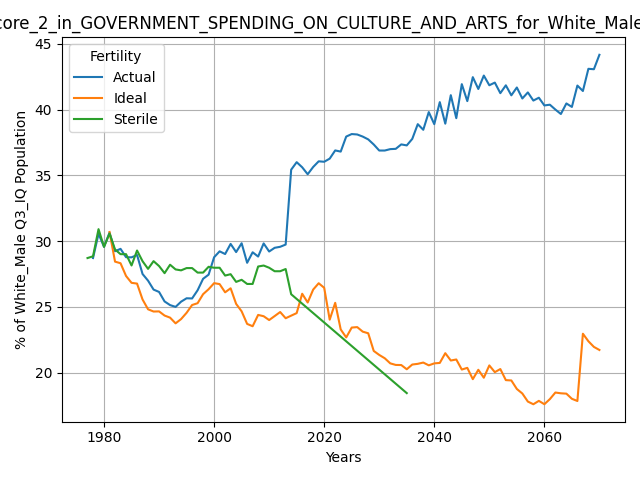 core_2_in_GOVERNMENT_SPENDING_ON_CULTURE_AND_ARTS_for_White_Male
45
40
35
30
25
20
% of White_Male Q3_IQ Population
Fertility
Actual
Ideal
Sterile
1980
2000
2020
2040
2060
Years